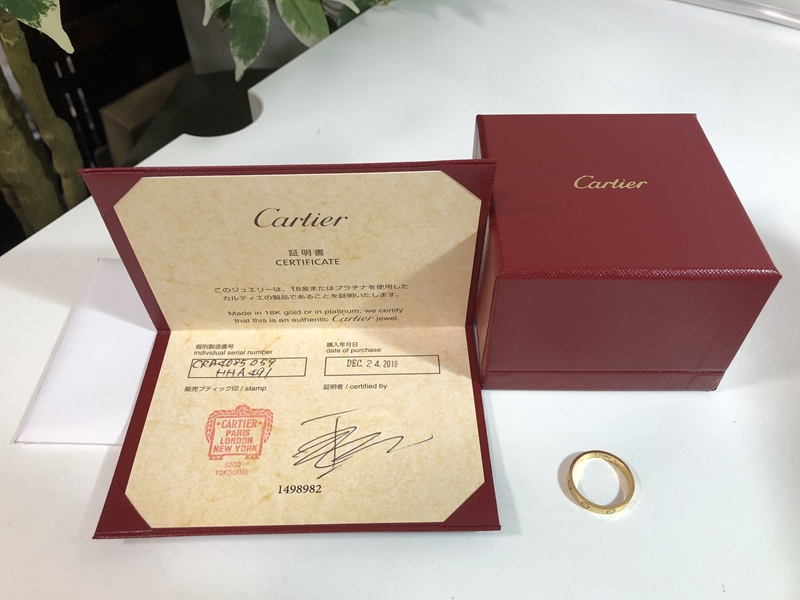 Cartier
証明書
CERTIFICATE
このジュエリーは、18金またはプラチナを使用した
カルティエの製品であることを証明いたします。
Made in 18K gold or in platinum, we certify
that this is an authentic Cartier jewel.
個別製造番号
individual serial number
CRB4085059
HHA491
購入年月日
date of purchase
DEC 24. 2018
販売ブティック印 / stamp
証明者 / certified by
CARTIER
PARIS
LONDON
NEW YORK
SOGO
YOKOHAMA
1498982
Cartier